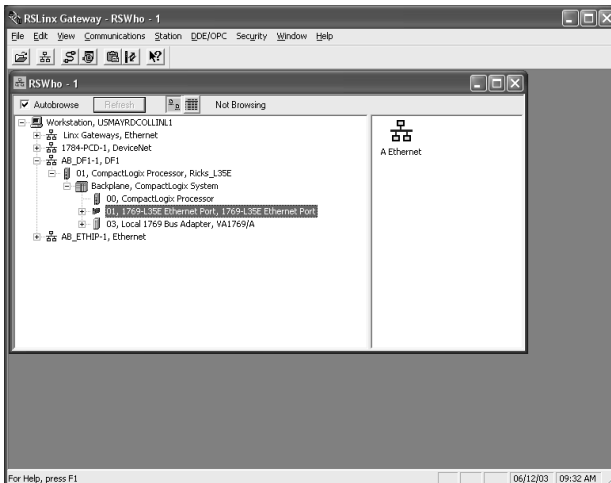 RSLinx Gateway - RSWho - 1
File Edit View Communications Station DDE/OPC Security Window Help
RSWho - 1
Autobrowse Refresh Not Browsing
Workstation, USMAYRDCOLLINL1
Linx Gateways, Ethernet
1784-PCD-1, DeviceNet
AB_DF1-1, DF1
01, CompactLogix Processor, Ricks_L35E
Backplane, CompactLogix System
00, CompactLogix Processor
01, 1769-L35E Ethernet Port, 1769-L35E Ethernet Port
03, Local 1769 Bus Adapter, VA1769/A
AB_ETHIP-1, Ethernet
A Ethernet
For Help, press F1
06/12/03 09:32 AM